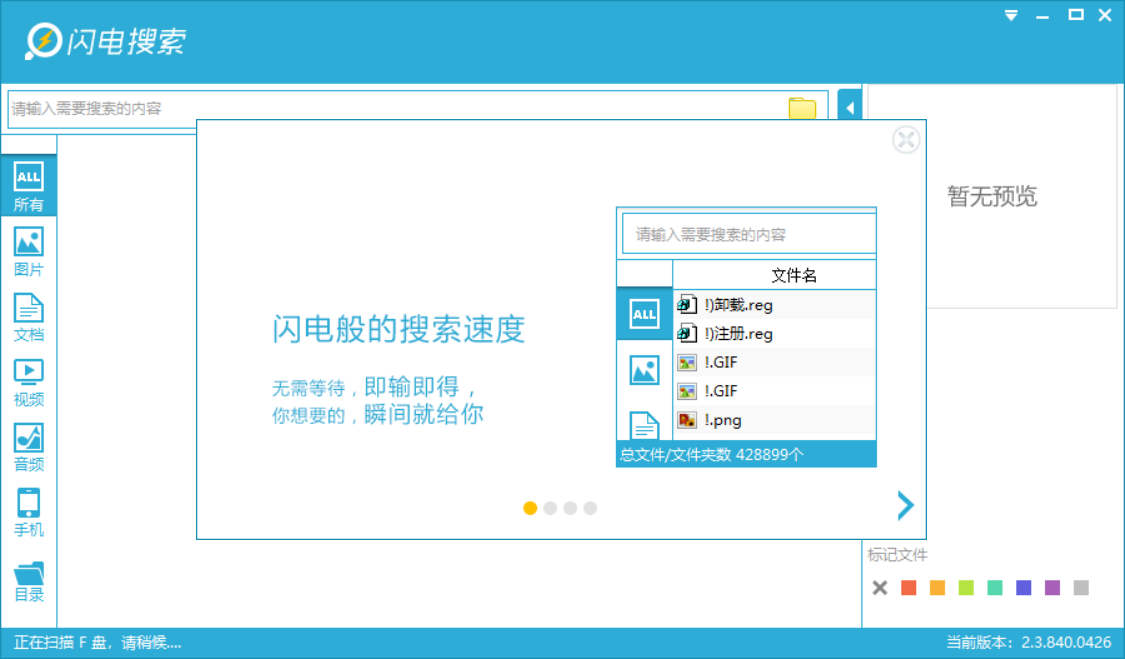 闪电搜索
请输入需要搜索的内容
ALL
所有
图片
文档
视频
音频
手机
目录
闪电般的搜索速度
无需等待，即输即得，
你想要的，瞬间就给你
请输入需要搜索的内容
文件名
ALL
!)卸载.reg
!)注册.reg
!.GIF
!.GIF
!.png
总文件/文件夹数 428899个
暂无预览
标记文件
正在扫描 F 盘，请稍候....
当前版本：2.3.840.0426